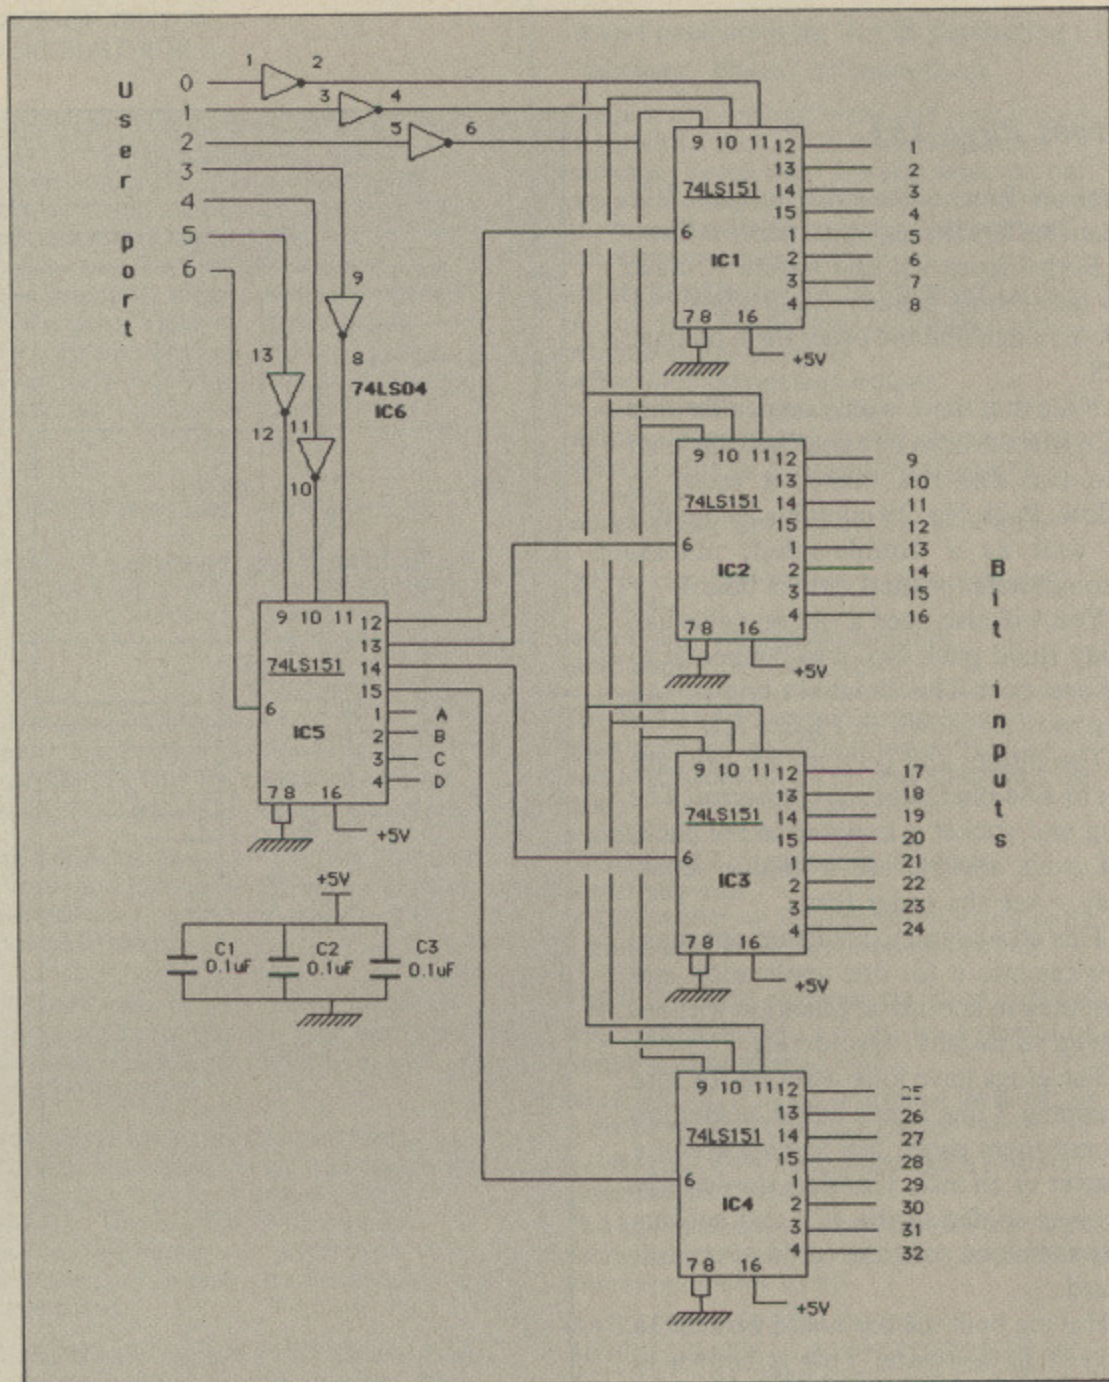 User port
0
1
2
3
4
5
6
1 2
3 4
5 6
9
8
74LS04
IC6
13
12
11
10
9 10 11 12
13
74LS151 14
15
6 1
IC1 2
3
4
7 8 16
+5V
1
2
3
4
5
6
7
8
9 10 11 12
13
74LS151 14
15
6 1
IC2 2
3
4
7 8 16
+5V
9
10
11
12
13
14
15
16
Bit inputs
9 10 11 12
13
74LS151 14
15
6 1 A
IC5 2 B
3 C
4 D
7 8 16
+5V
9 10 11 12
13
74LS151 14
15
6 1
IC3 2
3
4
7 8 16
+5V
17
18
19
20
21
22
23
24
+5V
C1 C2 C3
0.1uF 0.1uF 0.1uF
9 10 11 12
13
74LS151 14
15
6 1
IC4 2
3
4
7 8 16
+5V
25
26
27
28
29
30
31
32